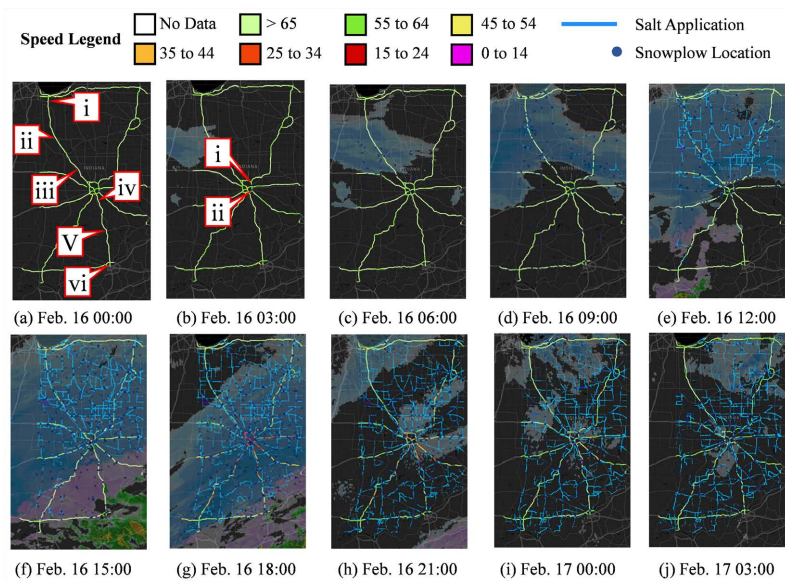 Speed Legend
No Data
> 65
55 to 64
45 to 54
Salt Application
35 to 44
25 to 34
15 to 24
0 to 14
Snowplow Location
i
ii
iii
iv
V
vi
i
ii
INDIANA
INDIANA
INDIANA
(a) Feb. 16 00:00
(b) Feb. 16 03:00
(c) Feb. 16 06:00
(d) Feb. 16 09:00
(e) Feb. 16 12:00
(f) Feb. 16 15:00
(g) Feb. 16 18:00
(h) Feb. 16 21:00
(i) Feb. 17 00:00
(j) Feb. 17 03:00